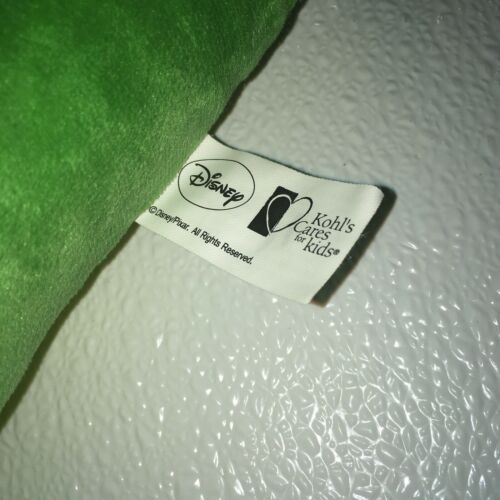 Disney
© Disney/Pixar. All Rights Reserved.
Kohl's
Cares
for
kids®